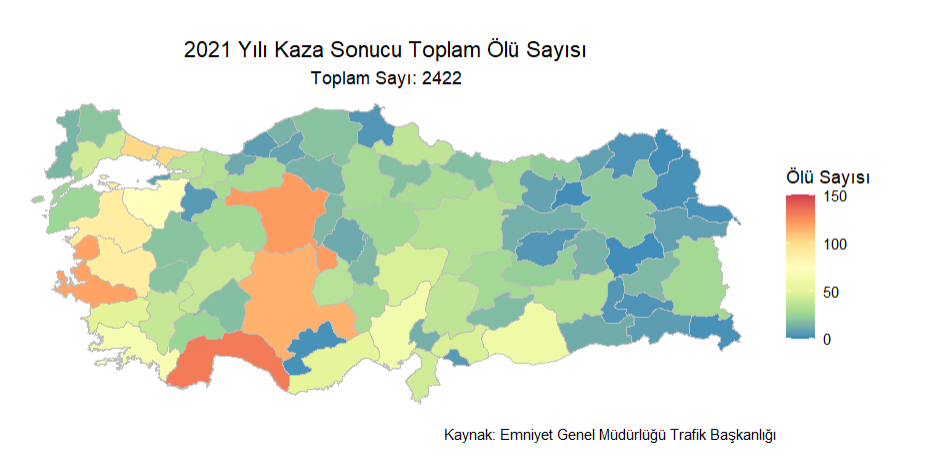 2021 Yılı Kaza Sonucu Toplam Ölü Sayısı
Toplam Sayı: 2422
Ölü Sayısı
150
100
50
0
Kaynak: Emniyet Genel Müdürlüğü Trafik Başkanlığı